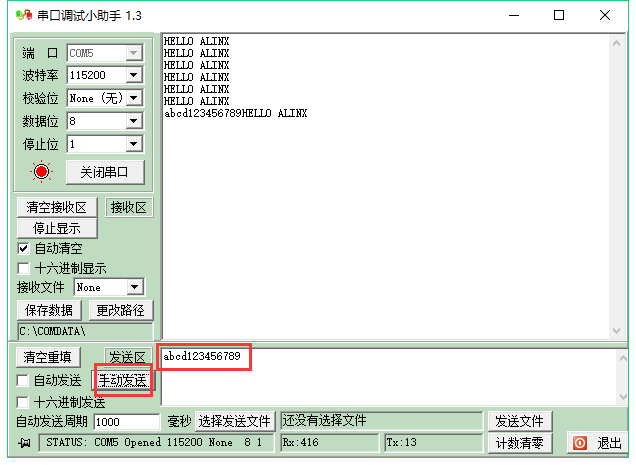 串口调试小助手 1.3
端 口 COM5
波特率 115200
校验位 None (无)
数据位 8
停止位 1
关闭串口
清空接收区 接收区
停止显示
自动清空
十六进制显示
接收文件 None
保存数据 更改路径
C:\COMDATA\
HELLO ALINX
HELLO ALINX
HELLO ALINX
HELLO ALINX
HELLO ALINX
HELLO ALINX
abcd123456789HELLO ALINX
清空重填 发送区
abcd123456789
自动发送 手动发送
十六进制发送
自动发送周期 1000 毫秒 选择发送文件 还没有选择文件 发送文件
STATUS: COM5 Opened 115200 None 8 1 Rx:416 Tx:13 计数清零 退出